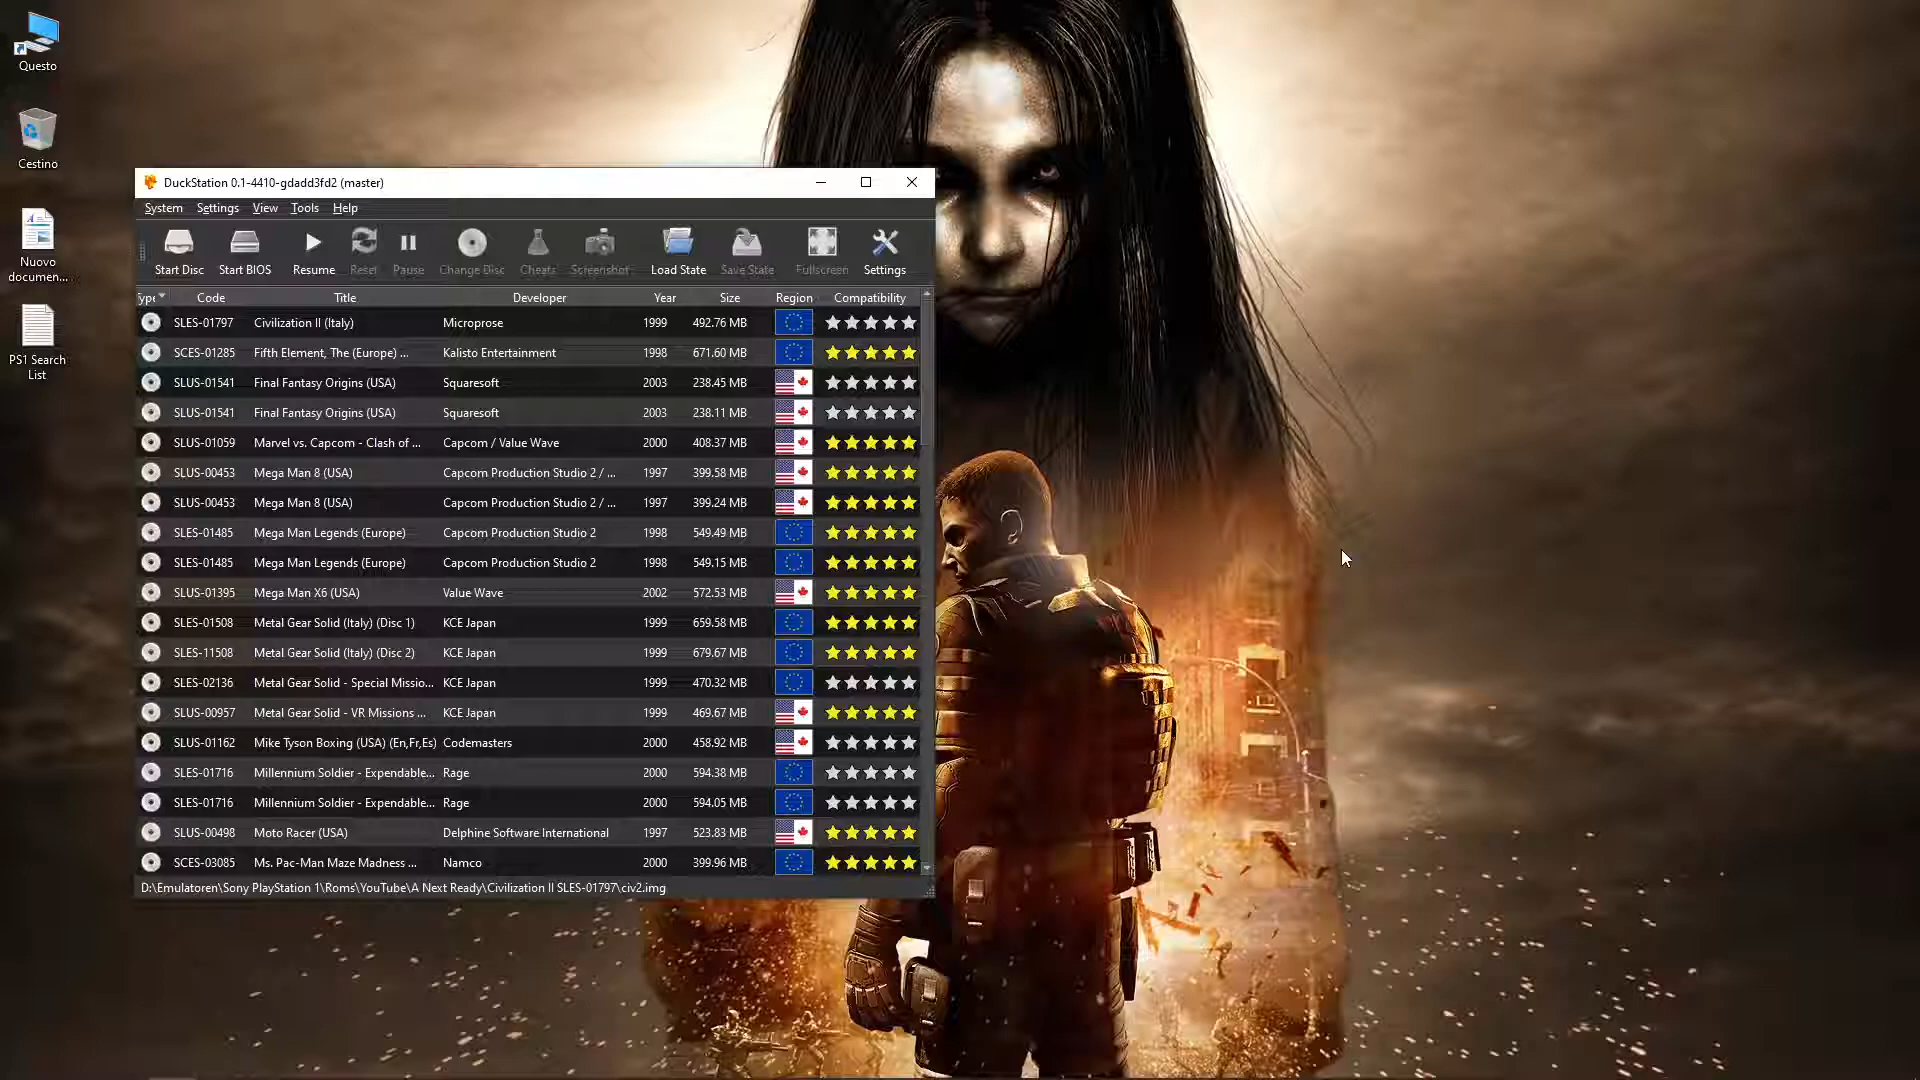 Questo
Cestino
Nuovo
documen...
PS1 Search
List
DuckStation 0.1-4410-gdadd3fd2 (master)
System Settings View Tools Help
Start Disc Start BIOS Resume Reset Pause Change Disc Cheats Screenshot Load State Save State Fullscreen Settings
Code Title Developer Year Size Region Compatibility
SLES-01797 Civilization II (Italy) Microprose 1999 492.76 MB
SCES-01285 Fifth Element, The (Europe) ... Kalisto Entertainment 1998 671.60 MB
SLUS-01541 Final Fantasy Origins (USA) Squaresoft 2003 238.45 MB
SLUS-01541 Final Fantasy Origins (USA) Squaresoft 2003 238.11 MB
SLUS-01059 Marvel vs. Capcom - Clash of ... Capcom / Value Wave 2000 408.37 MB
SLUS-00453 Mega Man 8 (USA) Capcom Production Studio 2 / ... 1997 399.58 MB
SLUS-00453 Mega Man 8 (USA) Capcom Production Studio 2 / ... 1997 399.24 MB
SLES-01485 Mega Man Legends (Europe) Capcom Production Studio 2 1998 549.49 MB
SLES-01485 Mega Man Legends (Europe) Capcom Production Studio 2 1998 549.15 MB
SLUS-01395 Mega Man X6 (USA) Value Wave 2002 572.53 MB
SLES-01508 Metal Gear Solid (Italy) (Disc 1) KCE Japan 1999 659.58 MB
SLES-11508 Metal Gear Solid (Italy) (Disc 2) KCE Japan 1999 679.67 MB
SLES-02136 Metal Gear Solid - Special Missio... KCE Japan 1999 470.32 MB
SLUS-00957 Metal Gear Solid - VR Missions ... KCE Japan 1999 469.67 MB
SLUS-01162 Mike Tyson Boxing (USA) (En,Fr,Es) Codemasters 2000 458.92 MB
SLES-01716 Millennium Soldier - Expendable... Rage 2000 594.38 MB
SLES-01716 Millennium Soldier - Expendable... Rage 2000 594.05 MB
SLUS-00498 Moto Racer (USA) Delphine Software International 1997 523.83 MB
SCES-03085 Ms. Pac-Man Maze Madness ... Namco 2000 399.96 MB
D:\Emulatoren\Sony PlayStation 1\Roms\YouTube\A Next Ready\Civilization II SLES-01797\civ2.img